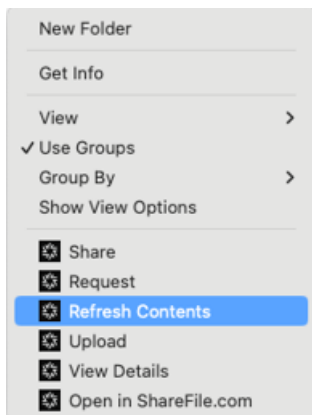 New Folder
Get Info
View
Use Groups
Group By
Show View Options
Share
Request
Refresh Contents
Upload
View Details
Open in ShareFile.com